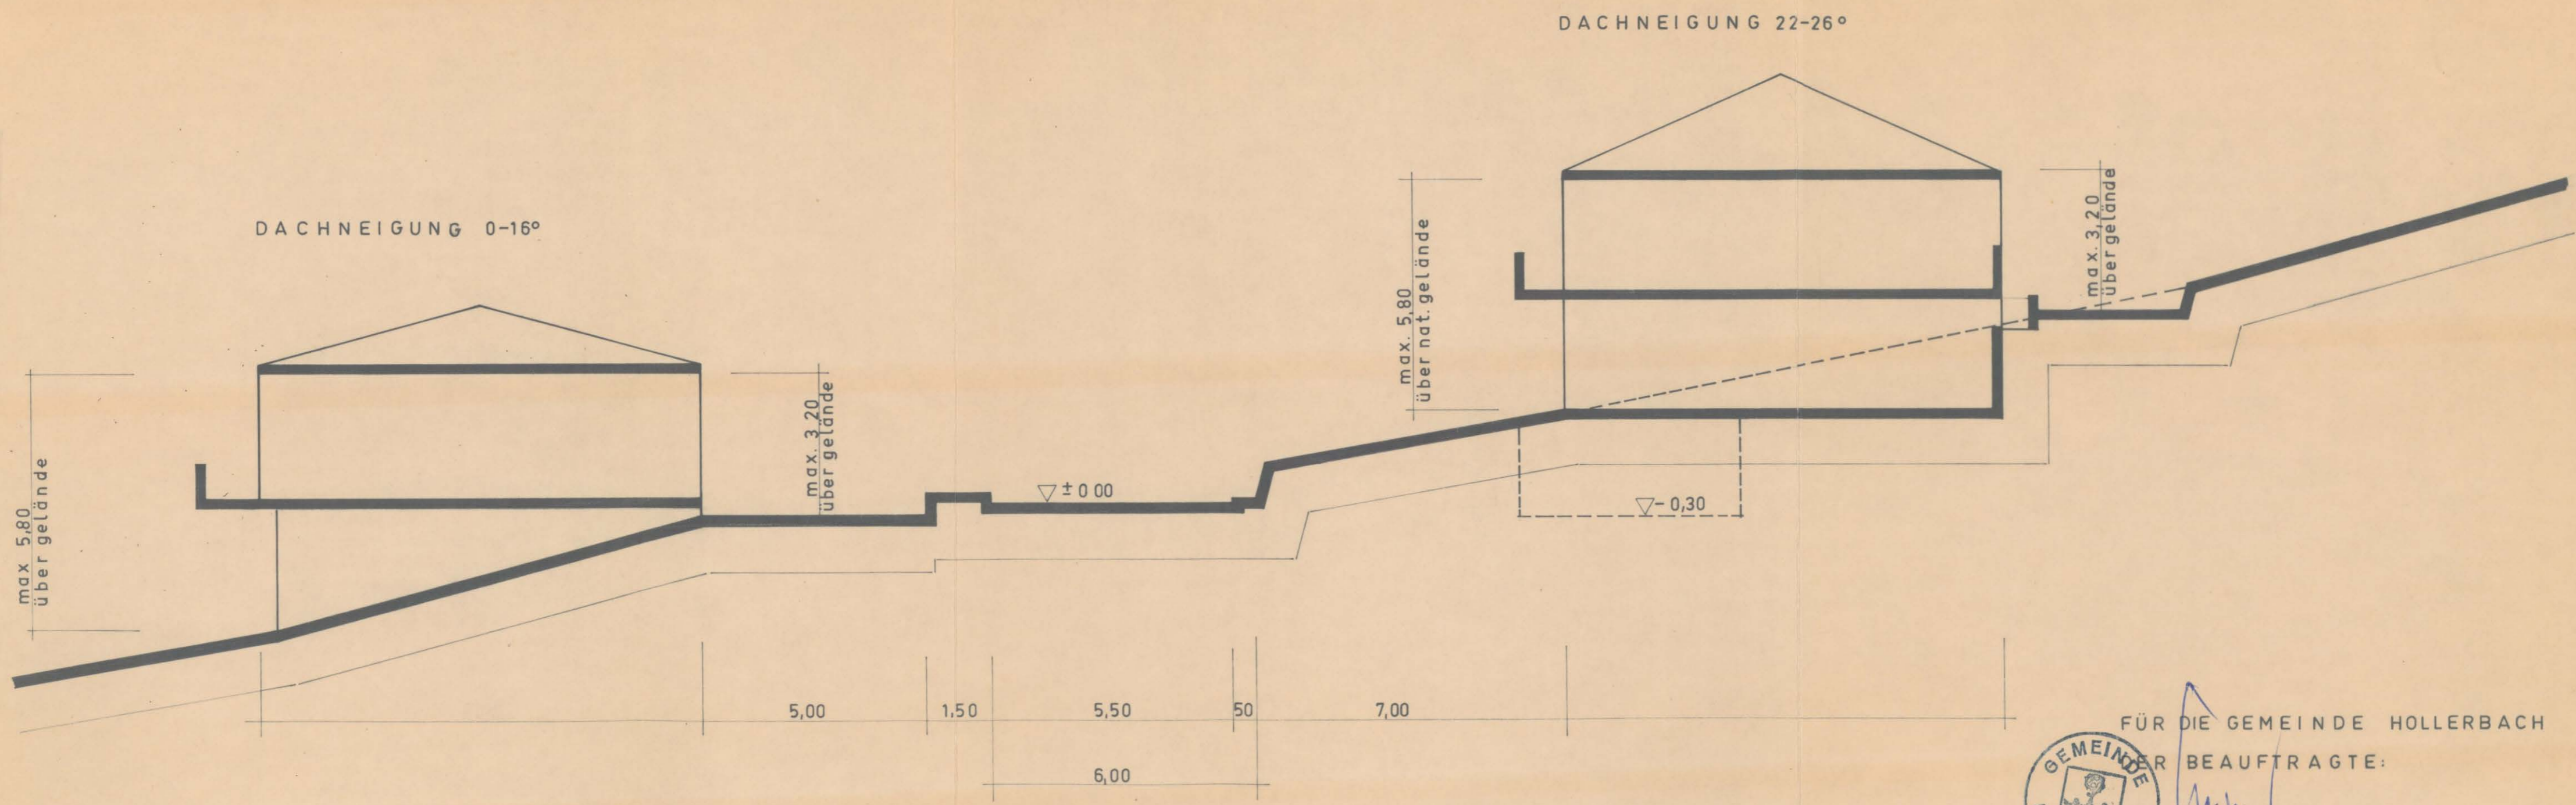 DACHNEIGUNG 22-26°
DACHNEIGUNG 0-16°
max 5,80
über gelände
max. 3,20
über gelände
max. 5,80
über nat. gelände
max. 3,20
über gelände
± 0 00
- 0,30
5,00
1,50
5,50
50
7,00
6,00
FÜR DIE GEMEINDE HOLLERBACH
ER BEAUFTRAGTE:
GEMEINDE